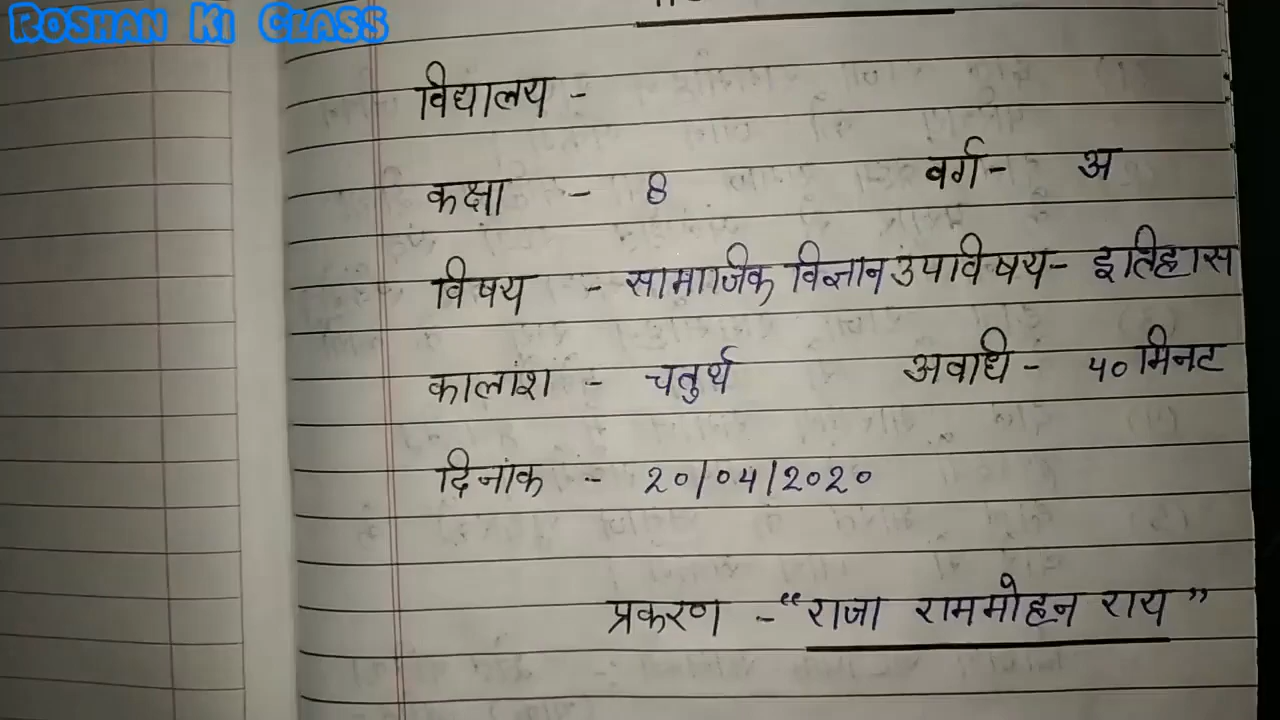 ROSHAN KI CLASS
विद्यालय -
कक्षा - 8 वर्ग- अ
विषय - सामाजिक विज्ञान उपविषय- इतिहास
कालांश - चतुर्थ अवधि - 40 मिनट
दिनांक - 20/04/2020
प्रकरण - “राजा राममोहन राय”